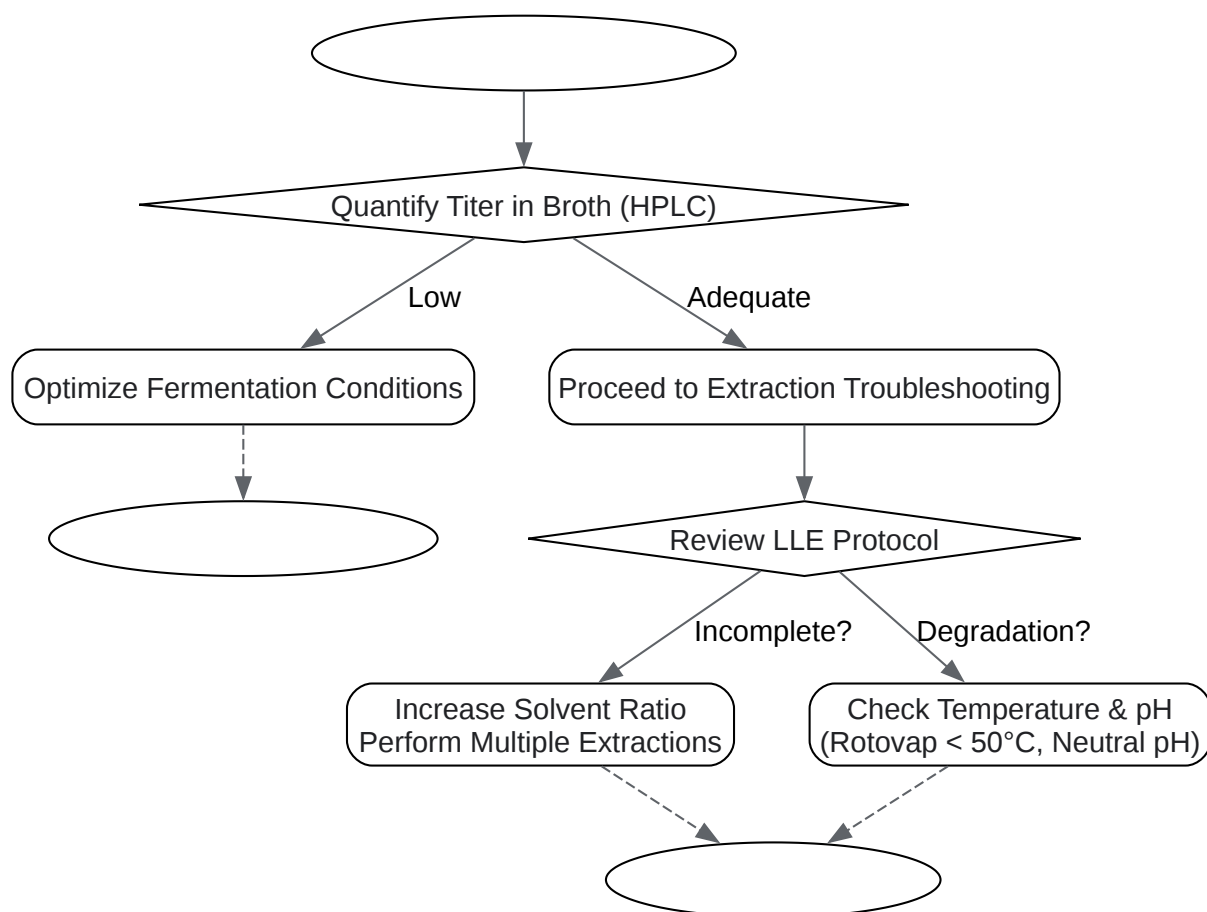 Quantify Titer in Broth (HPLC)
Low
Adequate
Optimize Fermentation Conditions
Proceed to Extraction Troubleshooting
Review LLE Protocol
Incomplete?
Degradation?
Increase Solvent Ratio
Perform Multiple Extractions
Check Temperature & pH
(Rotovap < 50°C, Neutral pH)